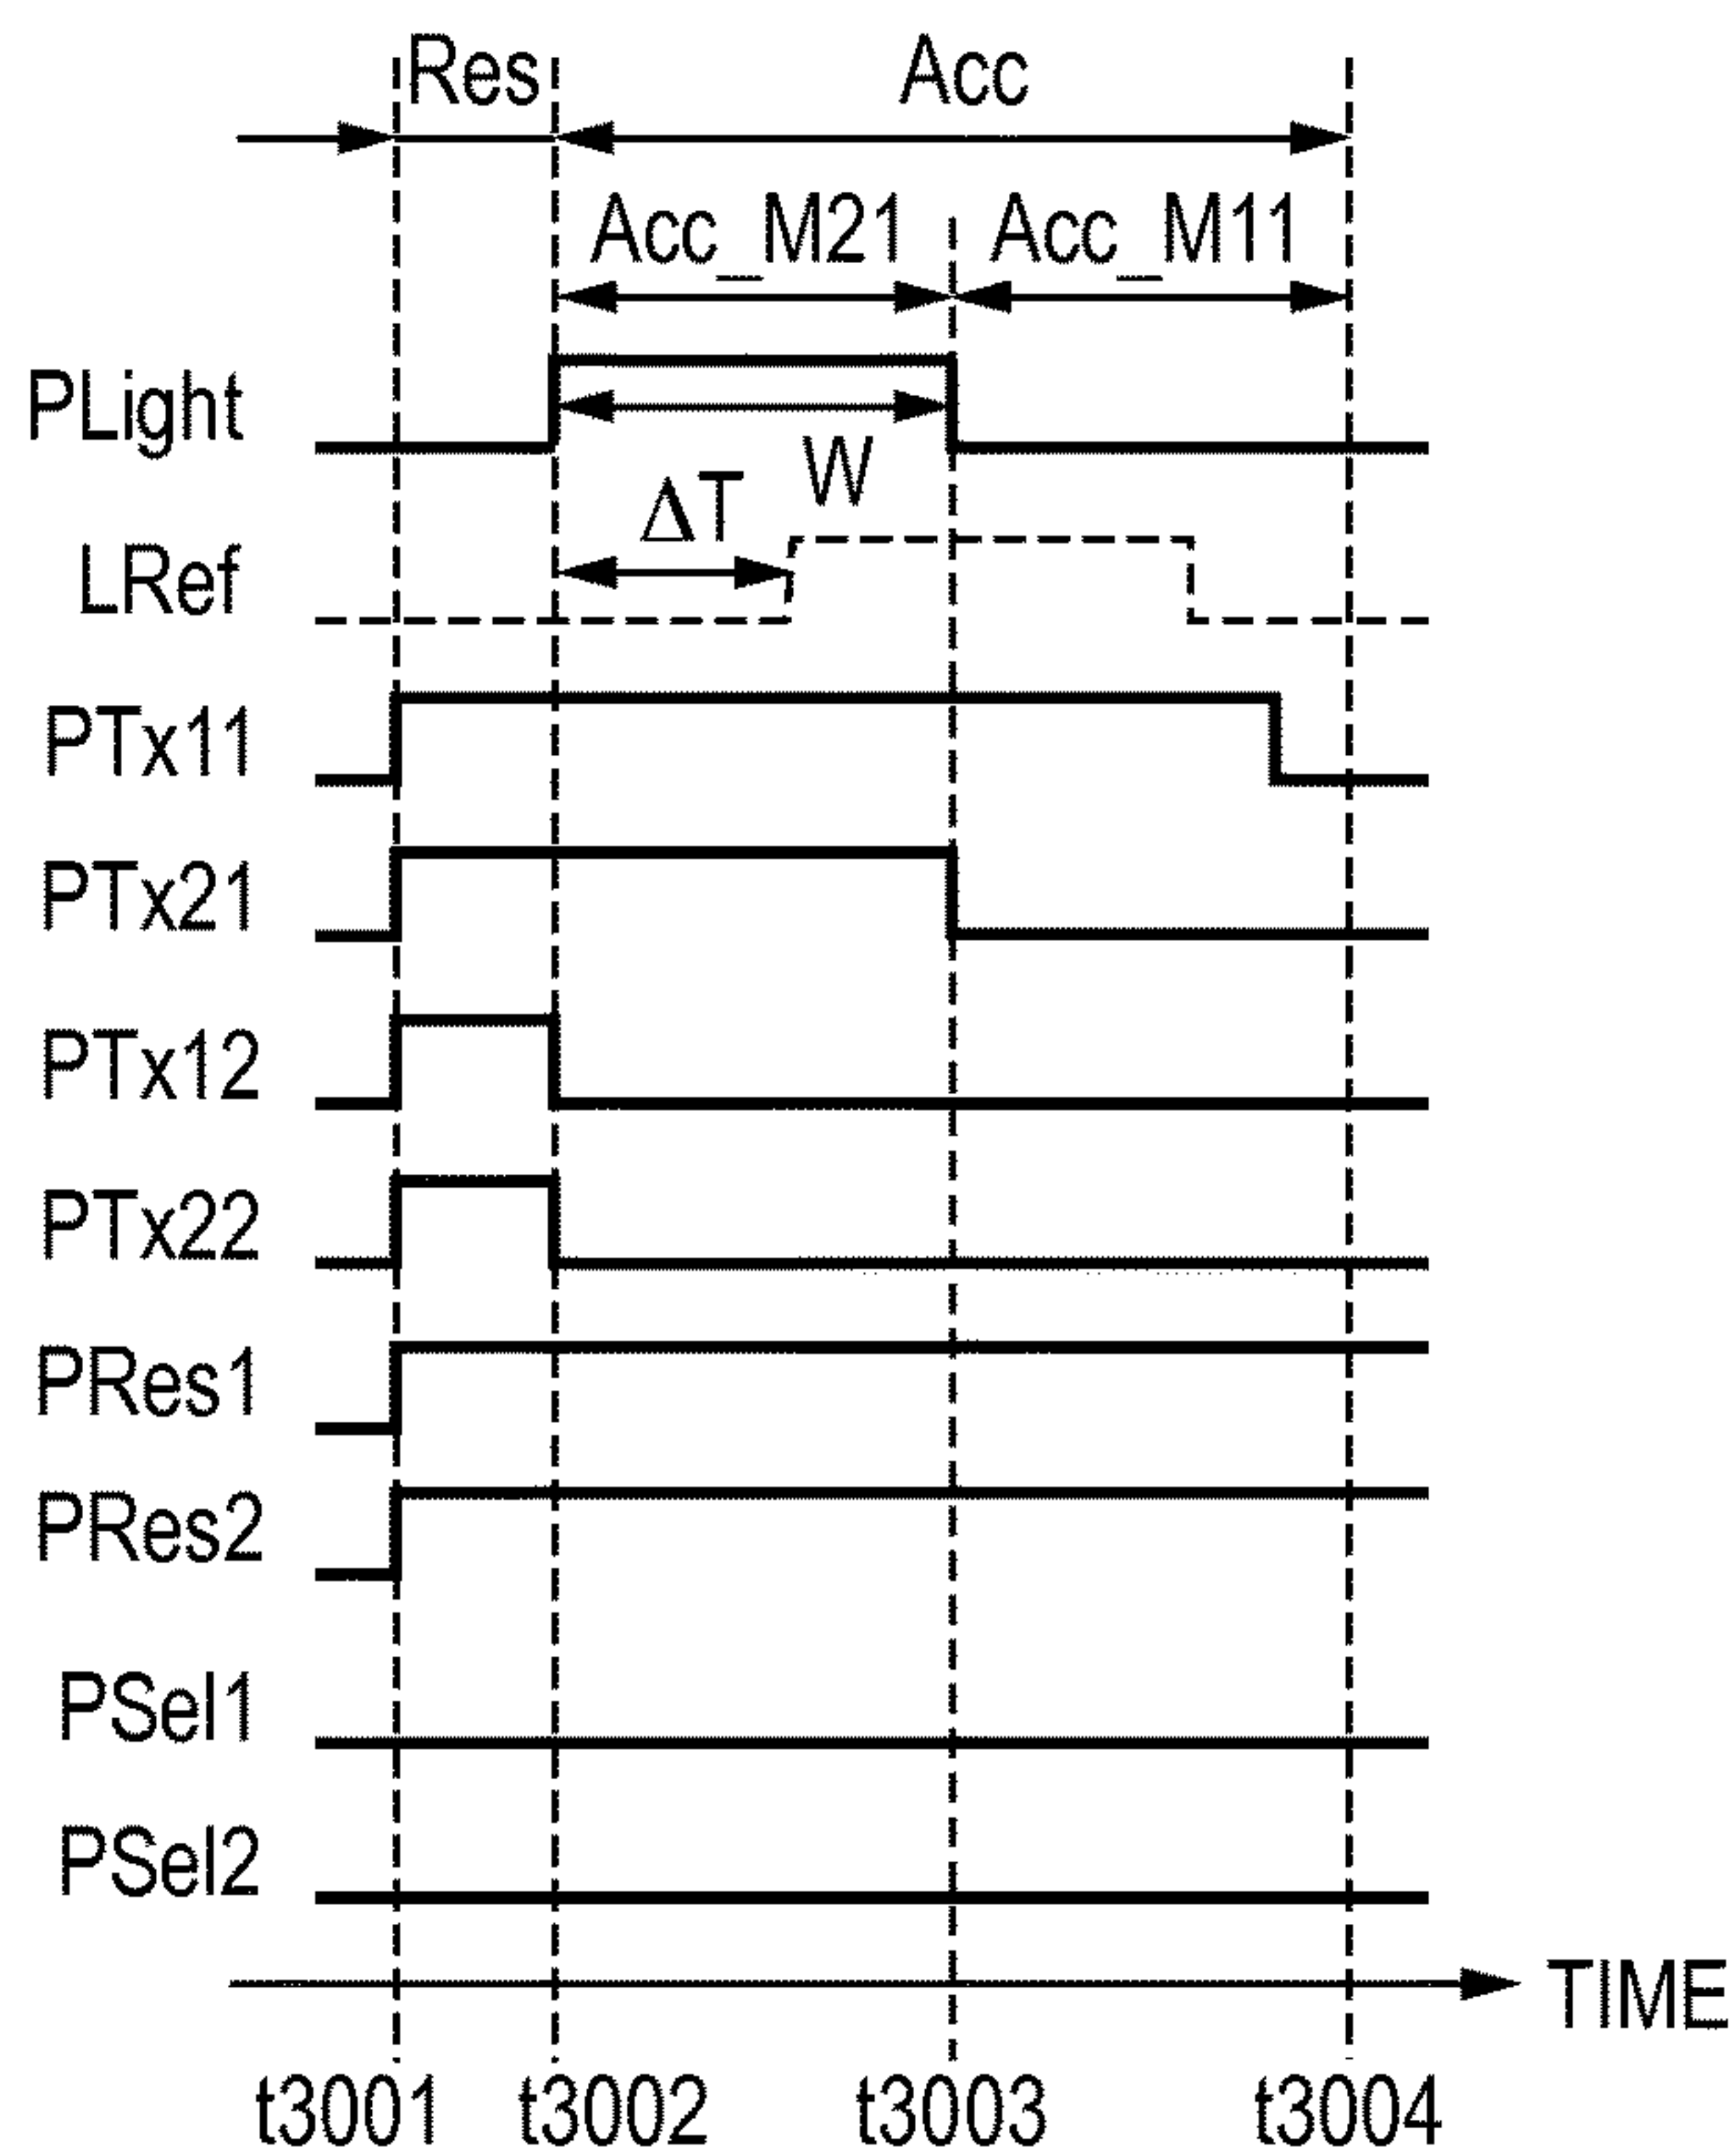 Res Acc
Acc_M21 Acc_M11
PLight
W
ΔT
LRef
PTx11
PTx21
PTx12
PTx22
PRes1
PRes2
PSel1
PSel2
TIME
t3001 t3002 t3003 t3004